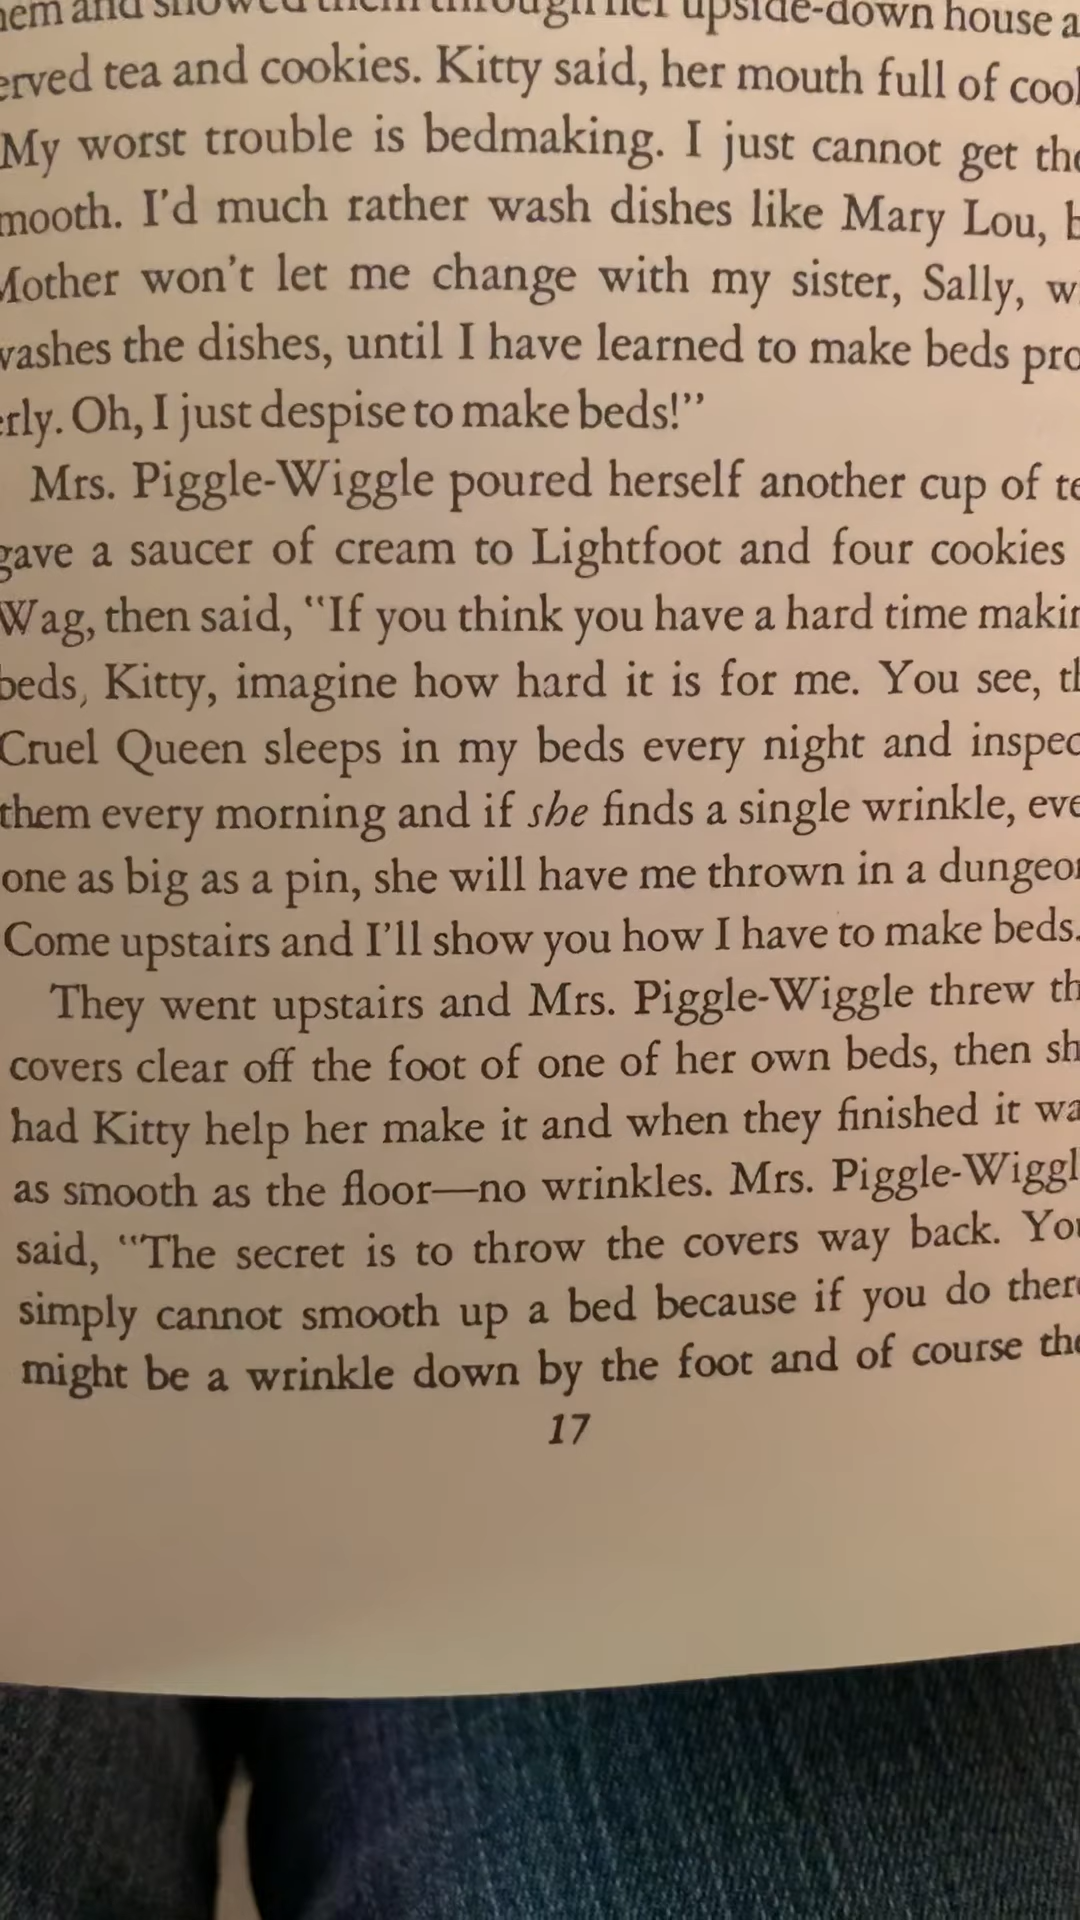 hem and showed them through her upside-down house a
erved tea and cookies. Kitty said, her mouth full of cook
My worst trouble is bedmaking. I just cannot get the
mooth. I'd much rather wash dishes like Mary Lou, b
Mother won't let me change with my sister, Sally, w
washes the dishes, until I have learned to make beds pro
erly. Oh, I just despise to make beds!”
Mrs. Piggle-Wiggle poured herself another cup of te
gave a saucer of cream to Lightfoot and four cookies
Wag, then said, “If you think you have a hard time makin
beds, Kitty, imagine how hard it is for me. You see, th
Cruel Queen sleeps in my beds every night and inspec
them every morning and if she finds a single wrinkle, eve
one as big as a pin, she will have me thrown in a dungeon
Come upstairs and I'll show you how I have to make beds.
They went upstairs and Mrs. Piggle-Wiggle threw th
covers clear off the foot of one of her own beds, then sh
had Kitty help her make it and when they finished it wa
as smooth as the floor—no wrinkles. Mrs. Piggle-Wiggl
said, “The secret is to throw the covers way back. You
simply cannot smooth up a bed because if you do there
might be a wrinkle down by the foot and of course the
17